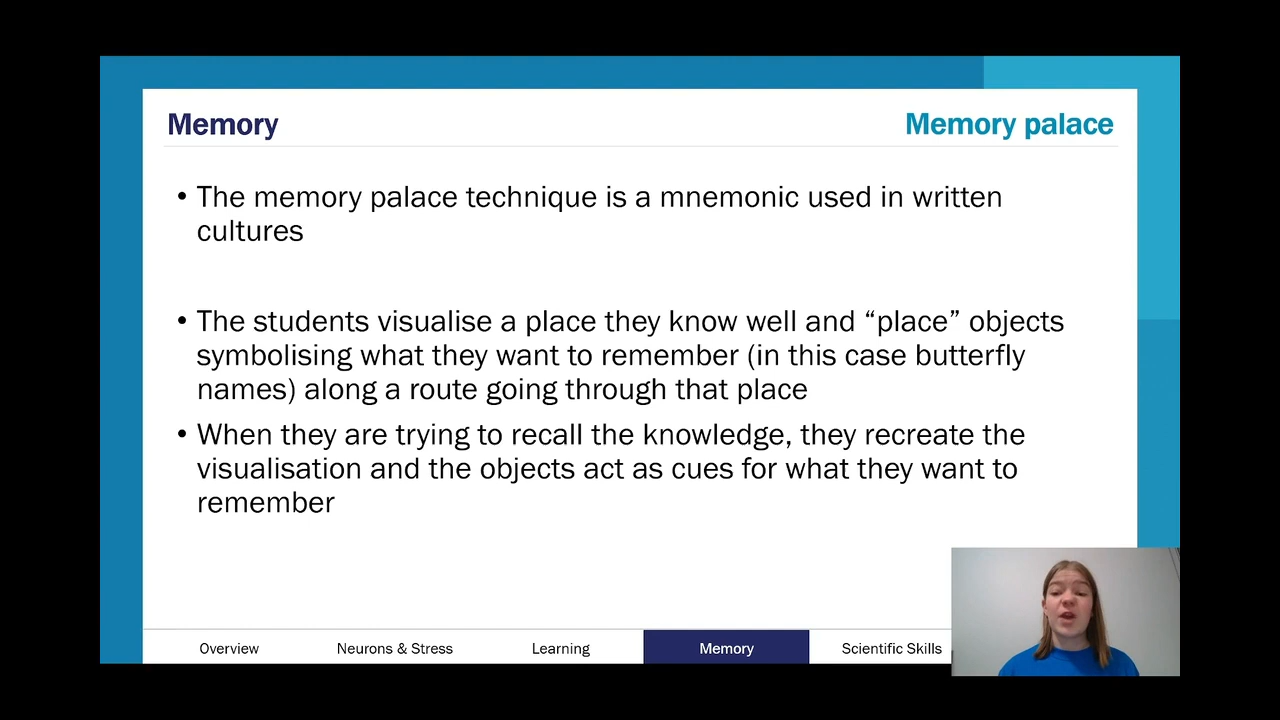 Memory
Memory palace
• The memory palace technique is a mnemonic used in written
cultures
• The students visualise a place they know well and “place” objects
symbolising what they want to remember (in this case butterfly
names) along a route going through that place
• When they are trying to recall the knowledge, they recreate the
visualisation and the objects act as cues for what they want to
remember
Overview
Neurons & Stress
Learning
Memory
Scientific Skills